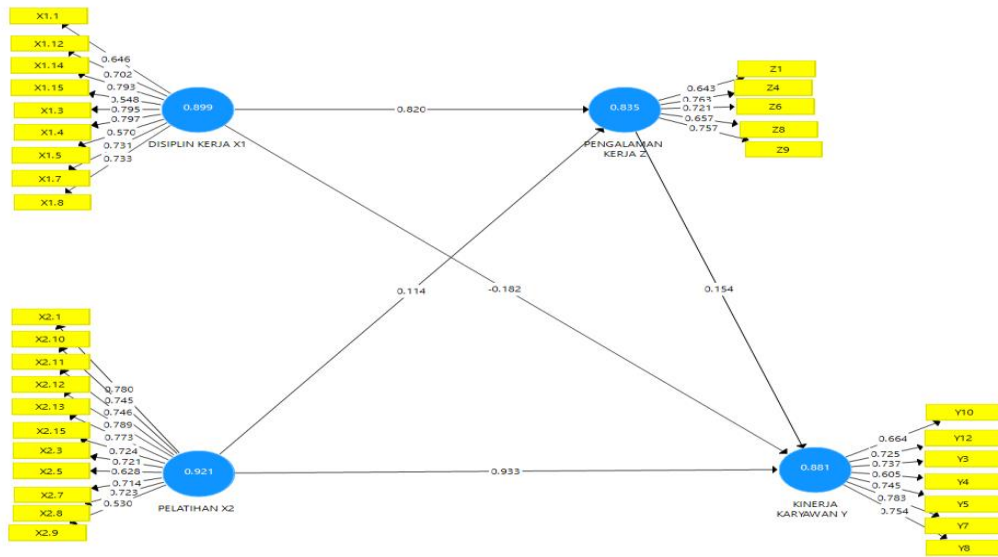 X1.1
X1.12
X1.14
X1.15
X1.3
X1.4
X1.5
X1.7
X1.8
0.646
0.702
0.793
0.548
0.795
0.797
0.570
0.731
0.733
0.899
DISIPLIN KERJA X1
0.820
0.835
PENGALAMAN
KERJA Z
0.643
0.763
0.721
0.657
0.757
Z1
Z4
Z6
Z8
Z9
0.114
-0.182
0.154
X2.1
X2.10
X2.11
X2.12
X2.13
X2.15
X2.3
X2.5
X2.7
X2.8
X2.9
0.780
0.745
0.746
0.789
0.773
0.724
0.721
0.628
0.714
0.723
0.530
0.921
PELATIHAN X2
0.933
0.881
KINERJA
KARYAWAN Y
0.664
0.725
0.737
0.605
0.745
0.783
0.754
Y10
Y12
Y3
Y4
Y5
Y7
Y8